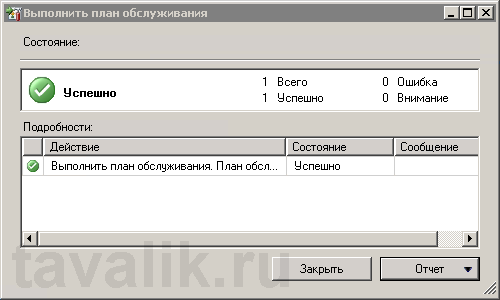 Выполнить план обслуживания
Состояние:
Успешно
1 Всего 0 Ошибка
1 Успешно 0 Внимание
Подробности:
Действие Состояние Сообщение
Выполнить план обслуживания. План обсл... Успешно
Закрыть Отчет
tavalik.ru